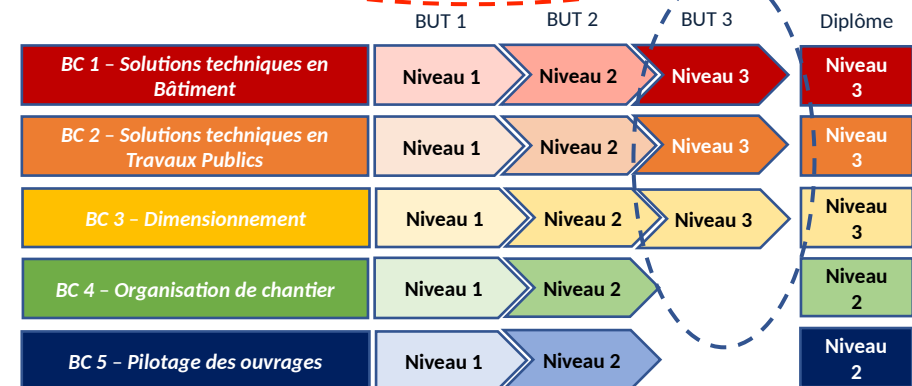 BUT 1 BUT 2 BUT 3 Diplôme
BC 1 – Solutions techniques en
Bâtiment
Niveau 1 Niveau 2 Niveau 3
Niveau
3
BC 2 – Solutions techniques en
Travaux Publics
Niveau 1 Niveau 2 Niveau 3
Niveau
3
BC 3 – Dimensionnement
Niveau 1 Niveau 2 Niveau 3
Niveau
3
BC 4 – Organisation de chantier
Niveau 1 Niveau 2
Niveau
2
BC 5 – Pilotage des ouvrages
Niveau 1 Niveau 2
Niveau
2